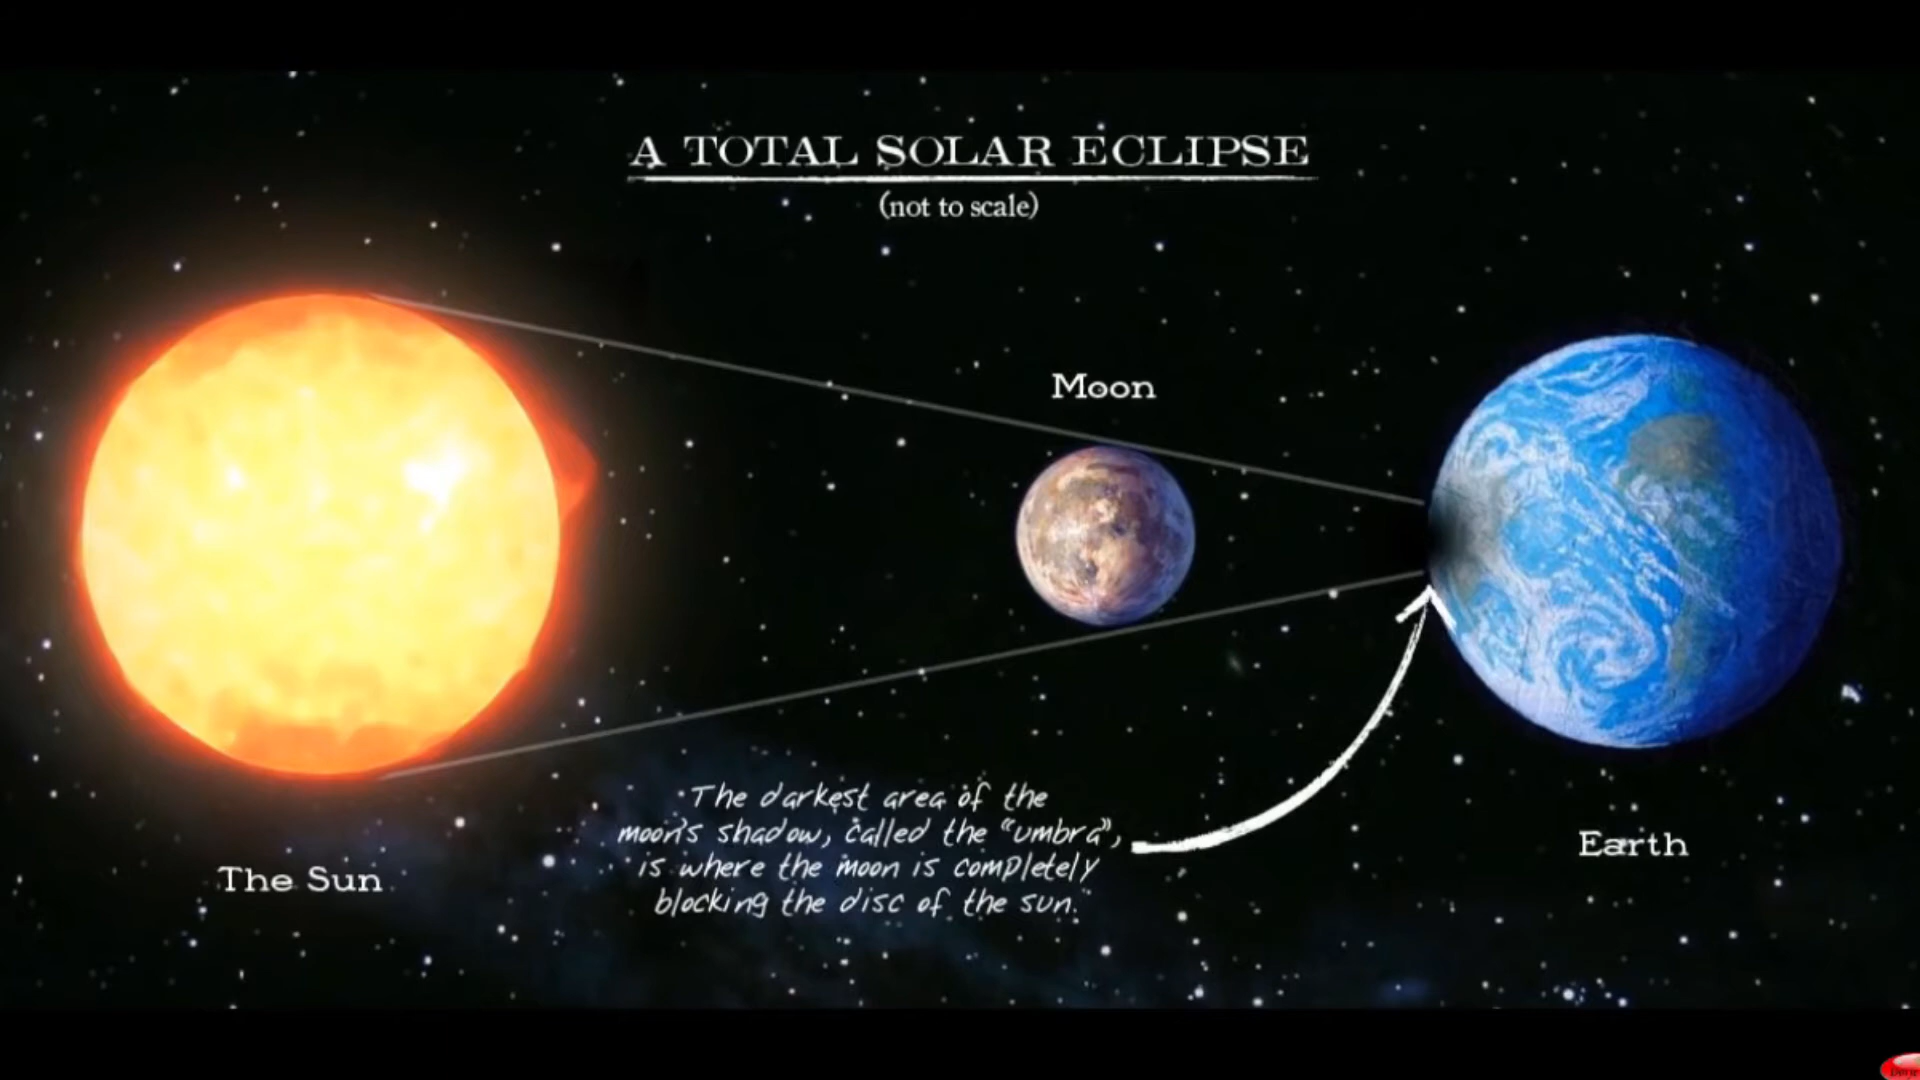 A TOTAL SOLAR ECLIPSE
(not to scale)
Moon
The darkest area of the
moon's shadow, called the "umbra",
is where the moon is completely
blocking the disc of the sun.
Earth
The Sun